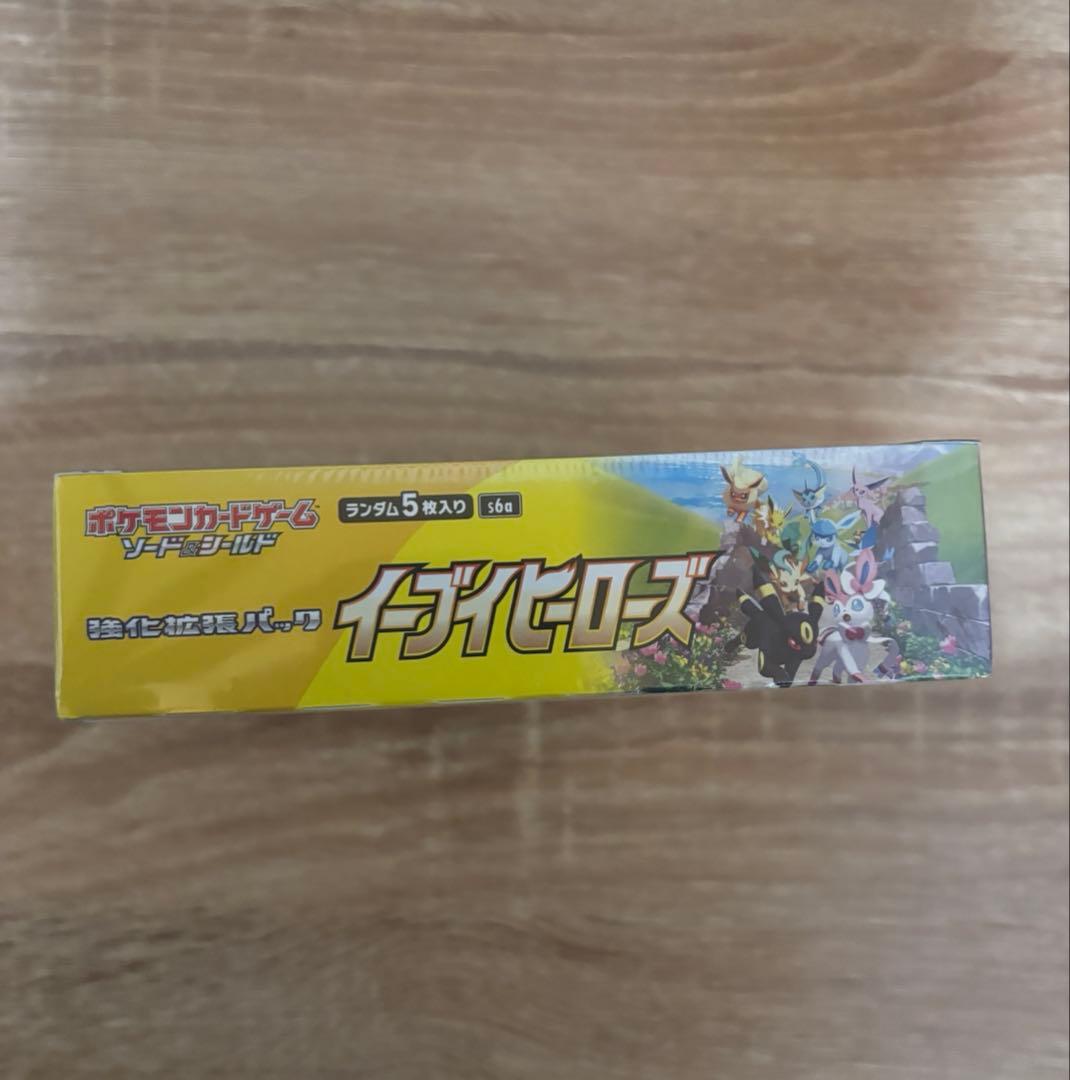 ポケモンカードゲーム
ソード&シールド
ランダム5枚入り s6a
強化拡張パック
イーブイヒーローズ